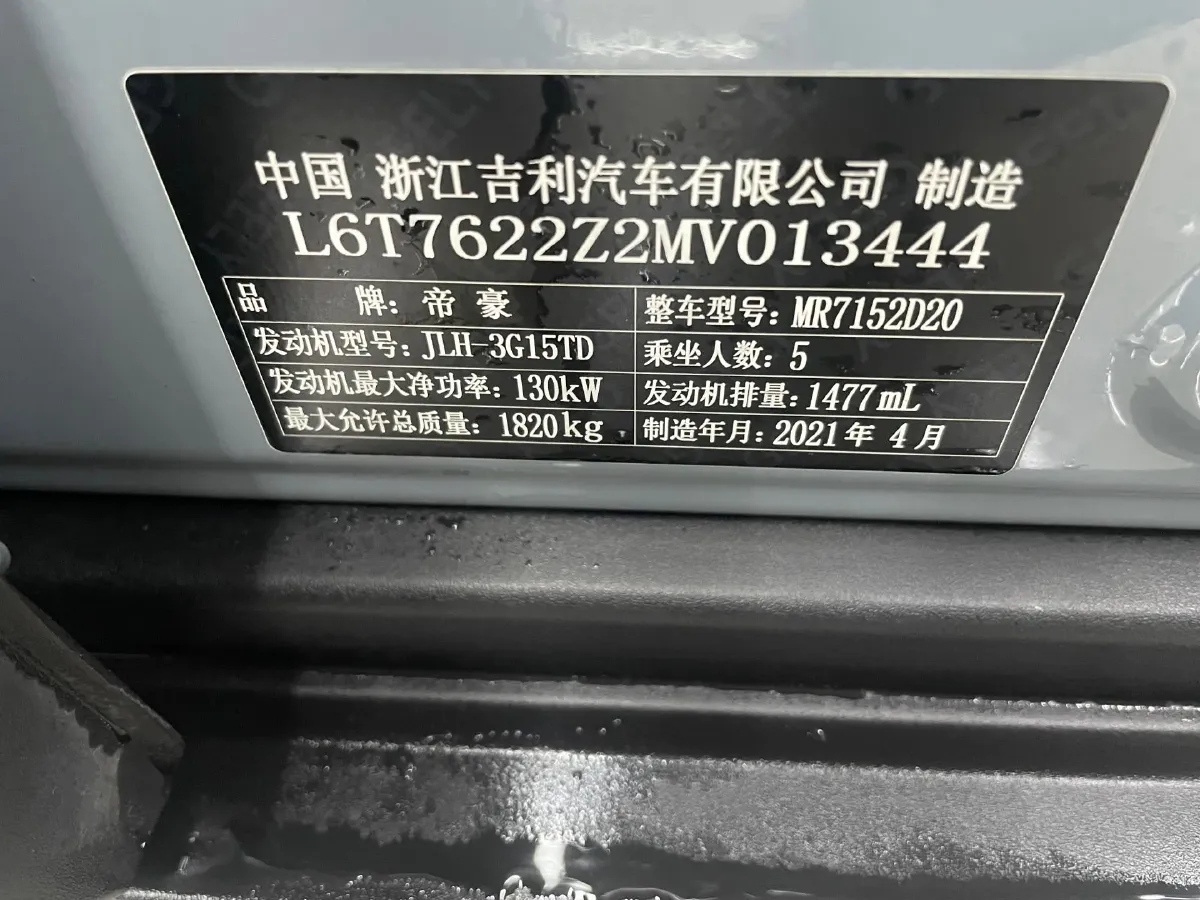 中国 浙江吉利汽车有限公司 制造
L6T7622Z2MV013444
品 牌: 帝豪 整车型号: MR7152D20
发动机型号: JLH-3G15TD 乘坐人数: 5
发动机最大净功率: 130kW 发动机排量: 1477mL
最大允许总质量: 1820kg 制造年月: 2021年 4月